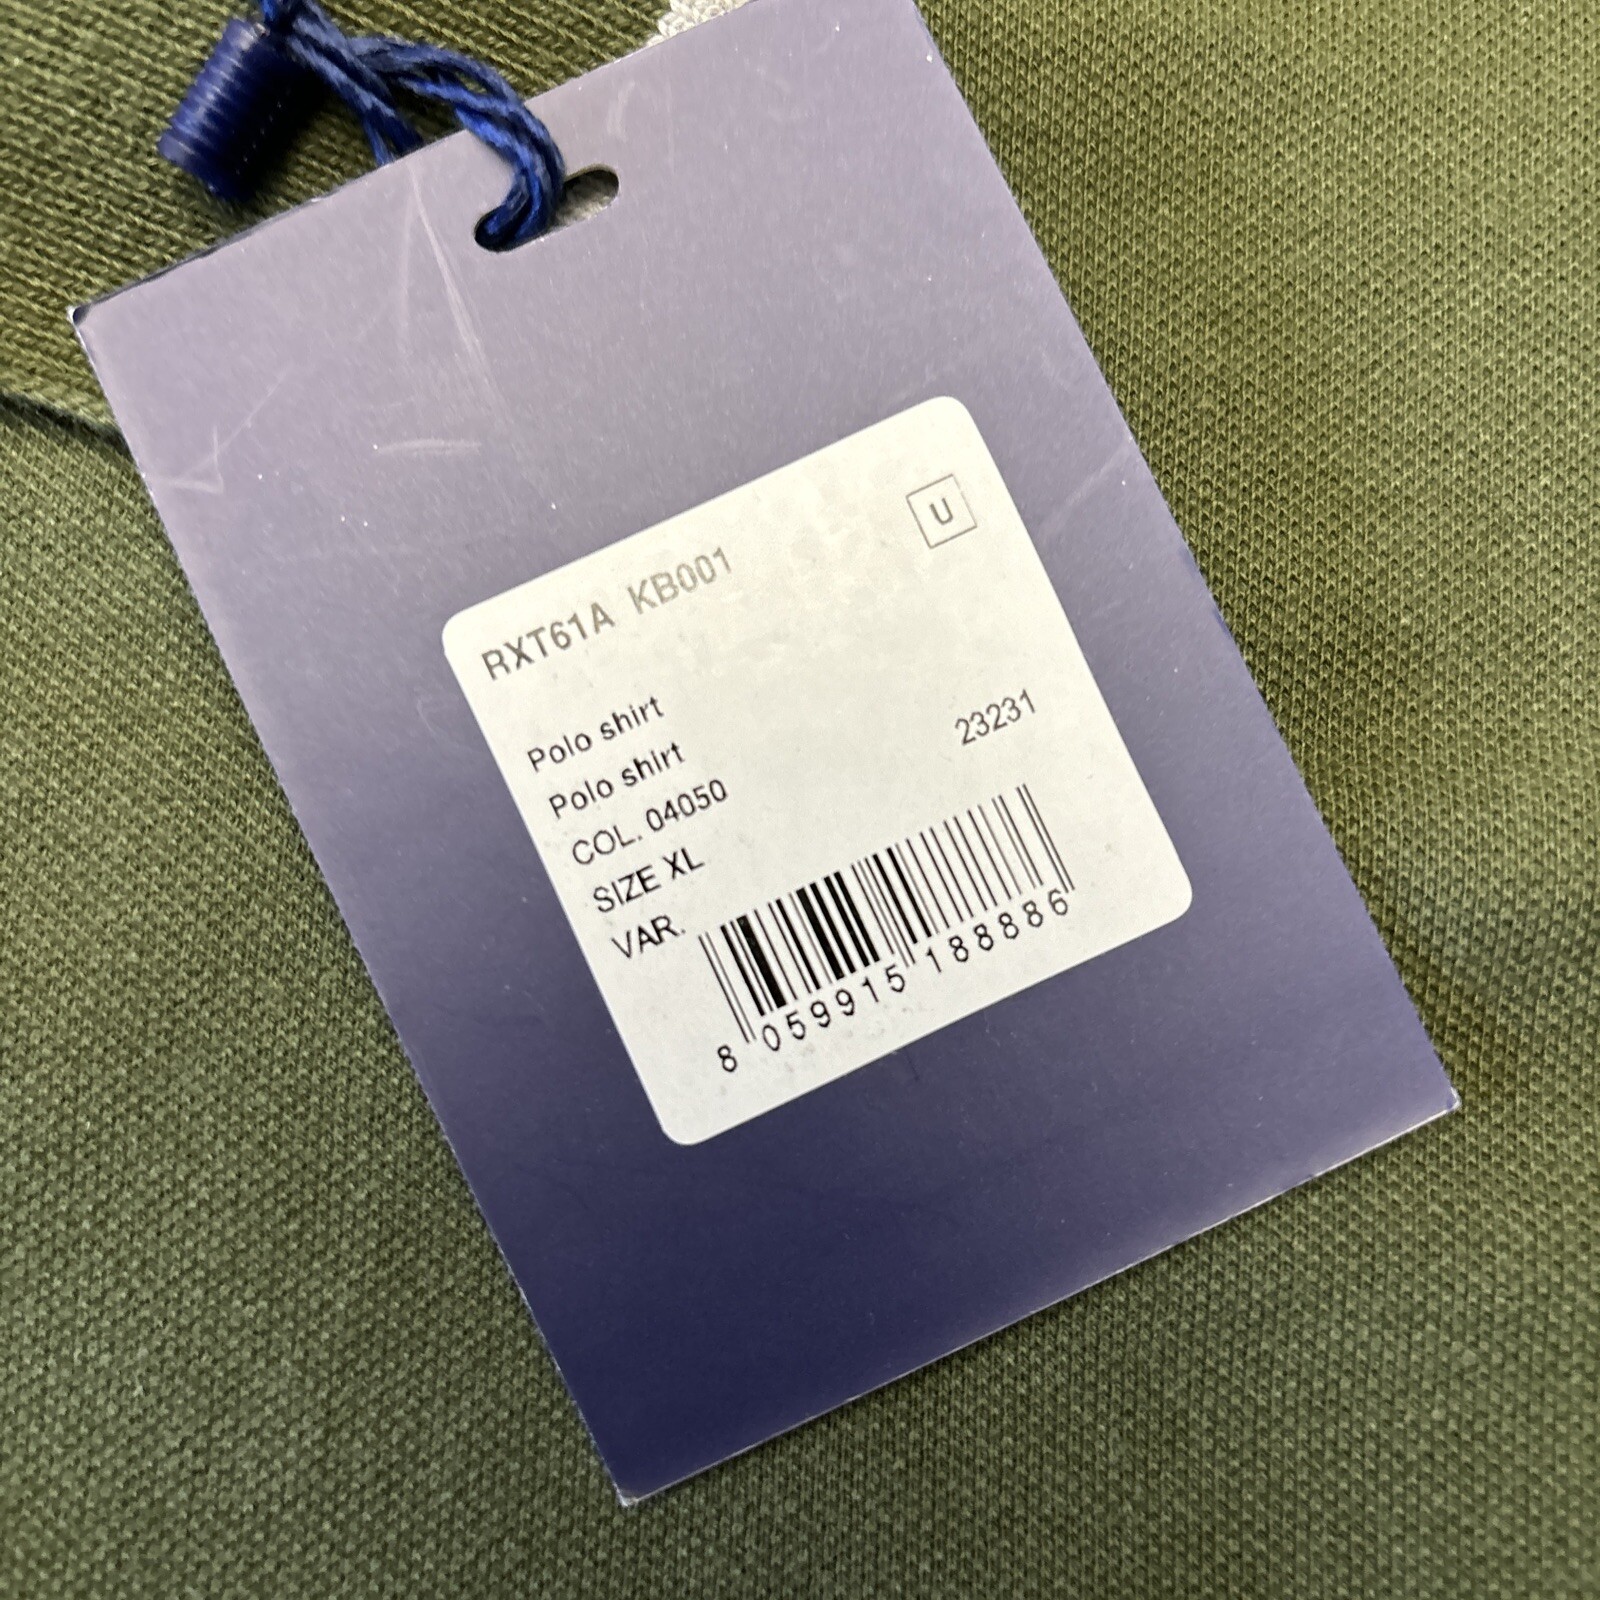 U
RXT61A KB001
Polo shirt
Polo shirt
23231
COL. 04050
SIZE XL
VAR.
8 059915 188886